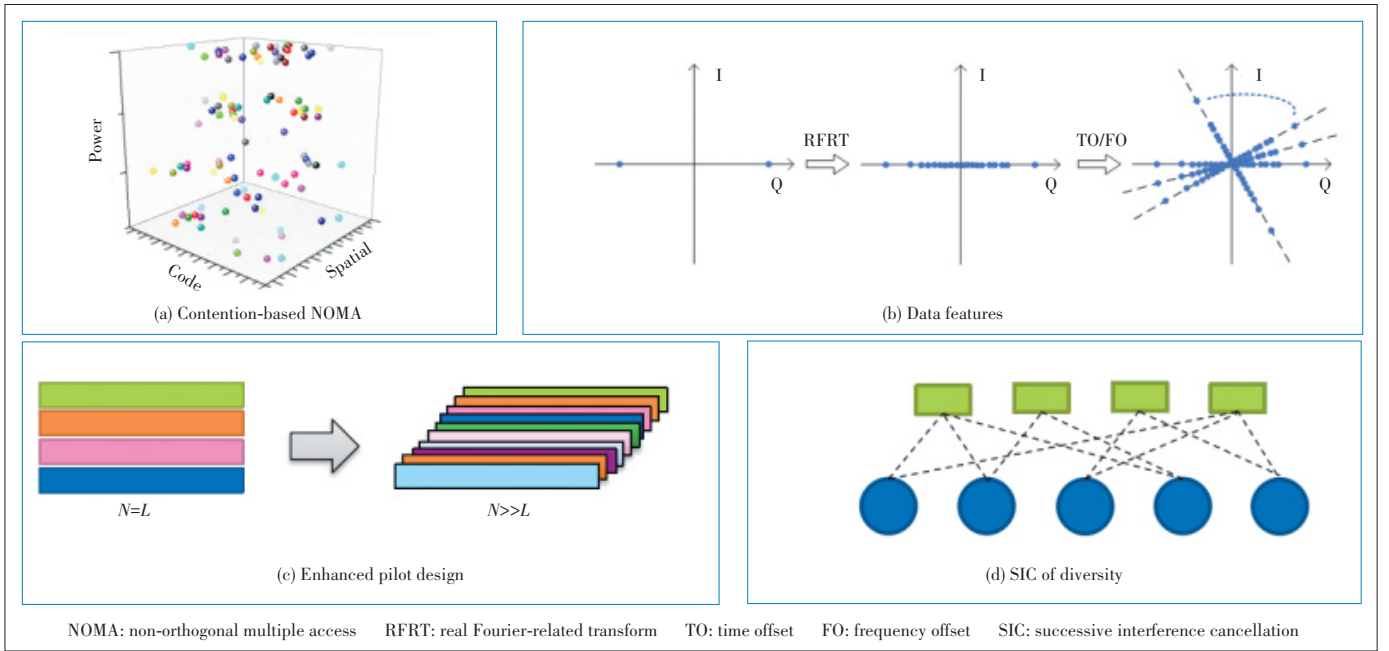 Power
Code
Spatial
(a) Contention-based NOMA
I
Q
RFRT
I
Q
TO/FO
I
Q
(b) Data features
N=L
N>>L
(c) Enhanced pilot design
(d) SIC of diversity
NOMA: non-orthogonal multiple access RFRT: real Fourier-related transform TO: time offset FO: frequency offset SIC: successive interference cancellation